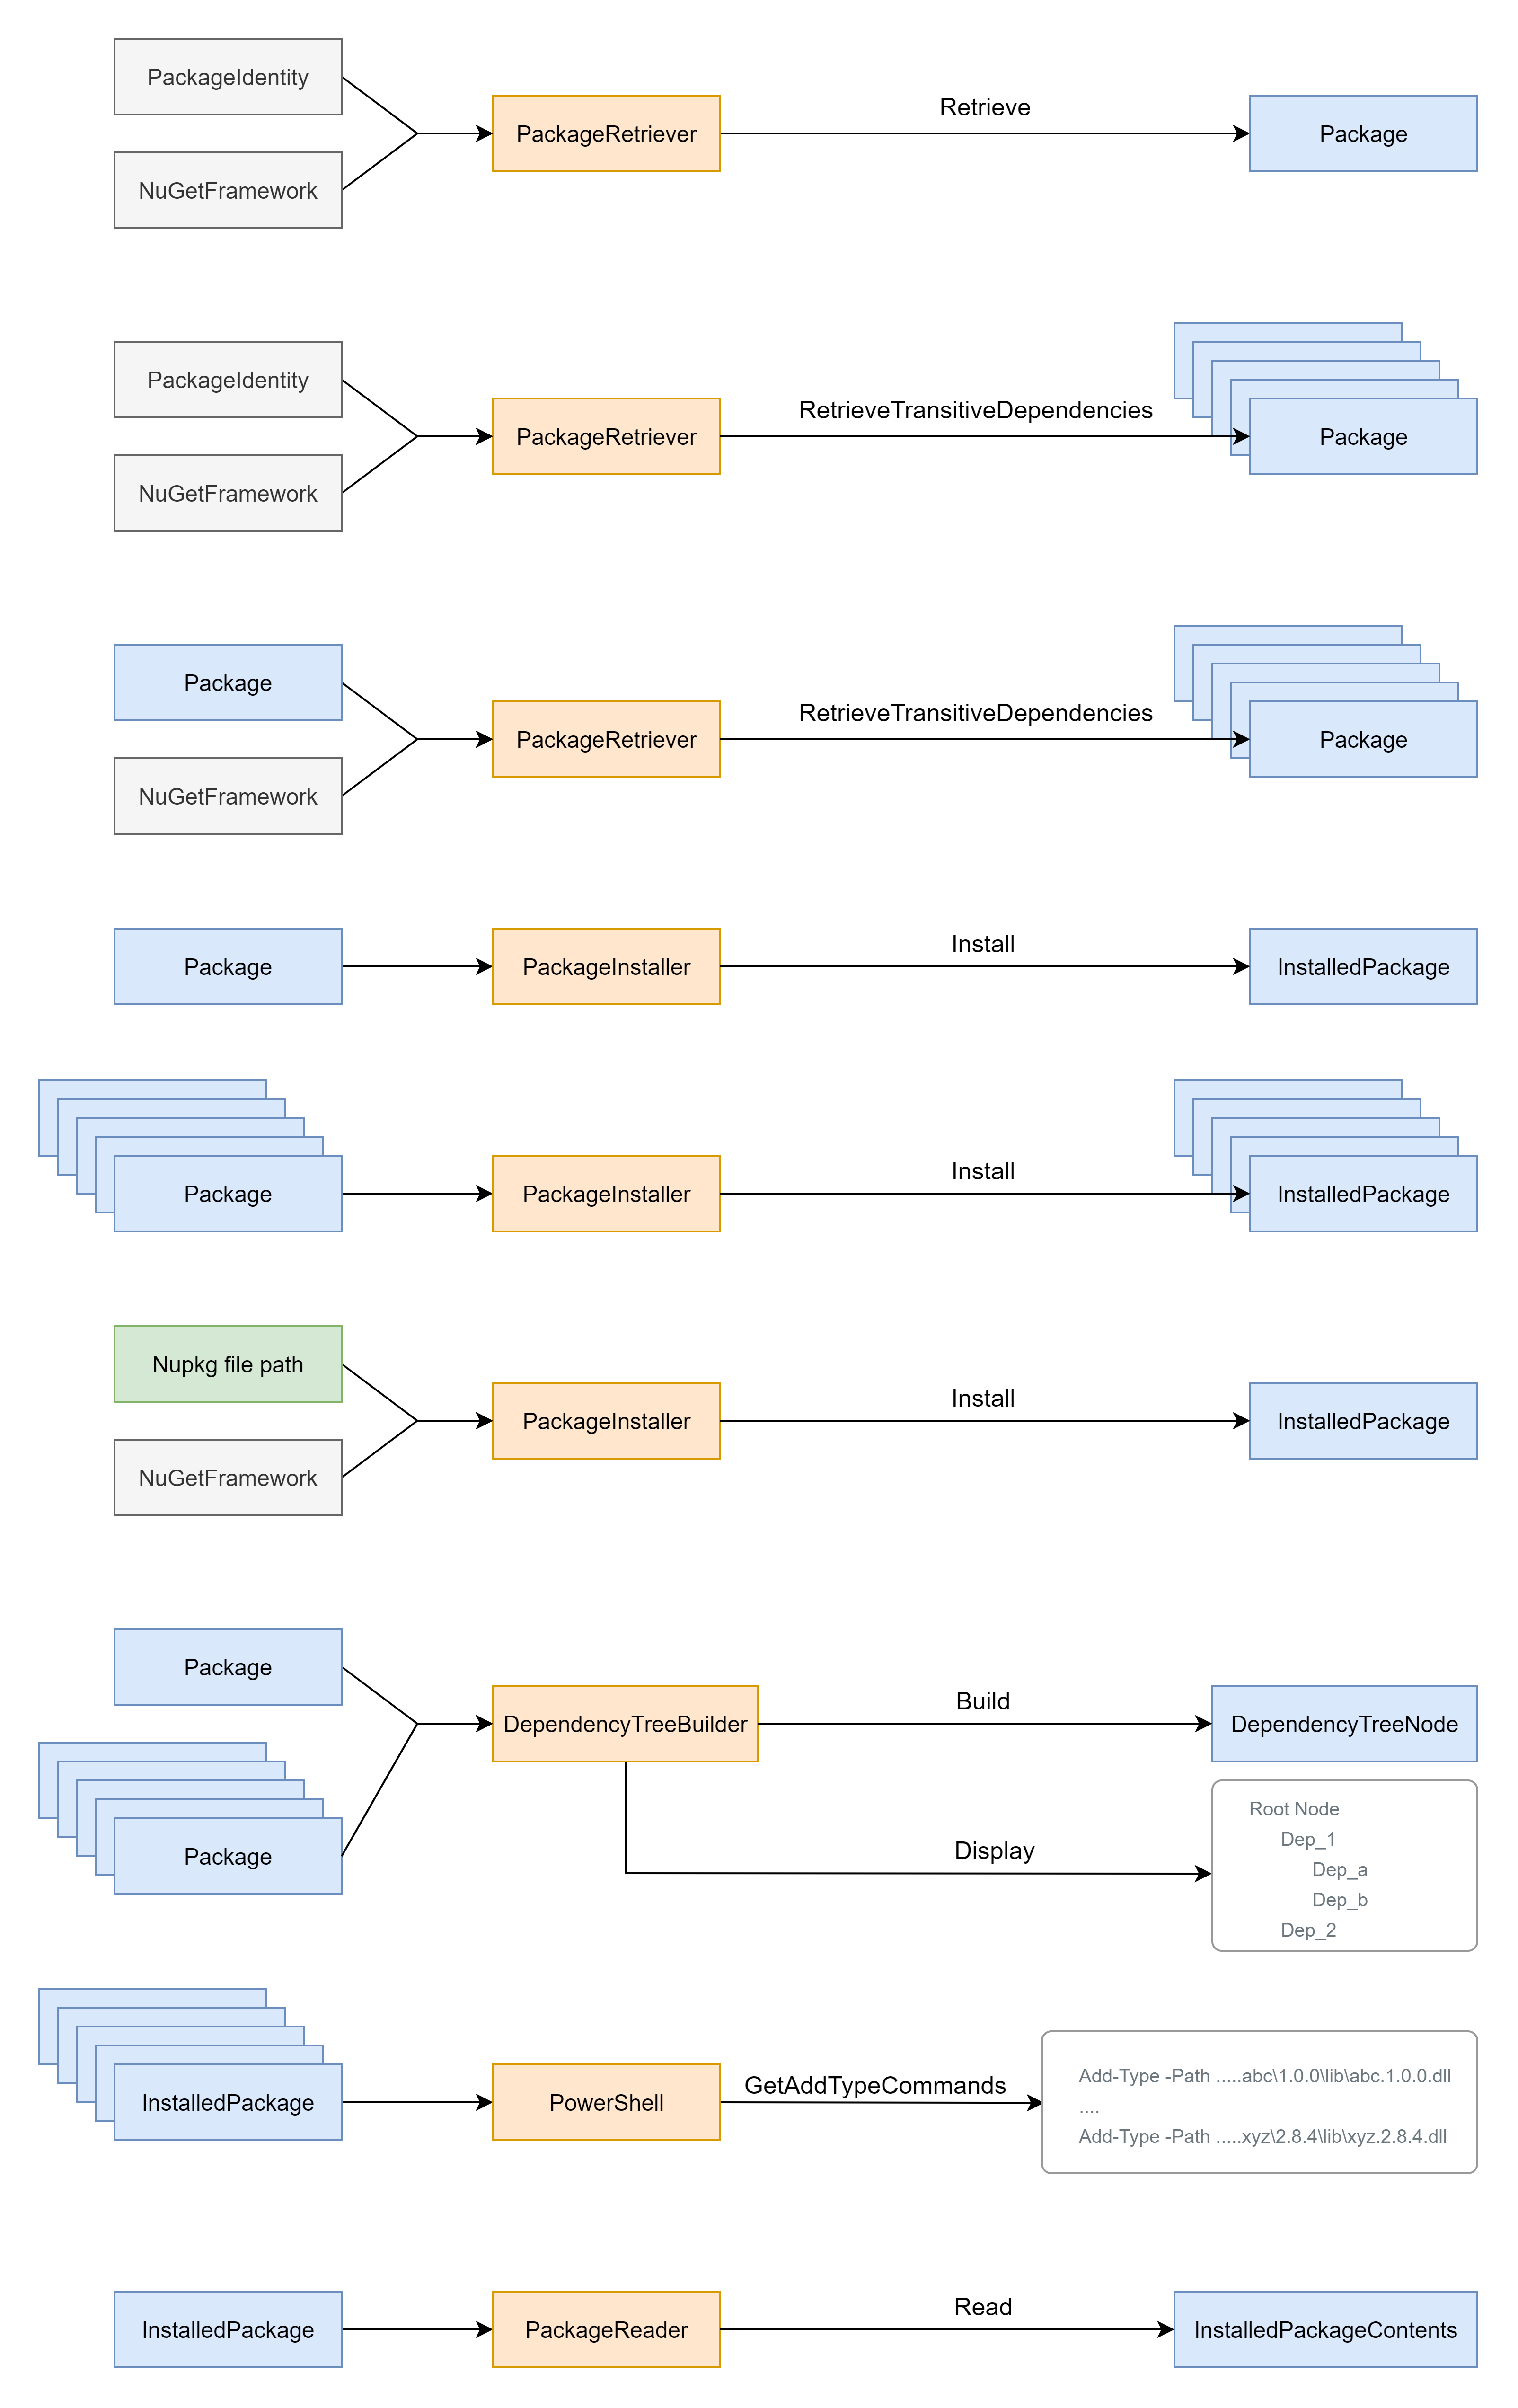 PackageIdentity
NuGetFramework
PackageRetriever
Retrieve
Package
PackageIdentity
NuGetFramework
PackageRetriever
RetrieveTransitiveDependencies
Package
Package
NuGetFramework
PackageRetriever
RetrieveTransitiveDependencies
Package
Package
PackageInstaller
Install
InstalledPackage
Package
PackageInstaller
Install
InstalledPackage
Nupkg file path
NuGetFramework
PackageInstaller
Install
InstalledPackage
Package
Package
DependencyTreeBuilder
Build
DependencyTreeNode
Display
Root Node
Dep_1
Dep_a
Dep_b
Dep_2
InstalledPackage
PowerShell
GetAddTypeCommands
Add-Type -Path .....abc\1.0.0\lib\abc.1.0.0.dll
....
Add-Type -Path .....xyz\2.8.4\lib\xyz.2.8.4.dll
InstalledPackage
PackageReader
Read
InstalledPackageContents